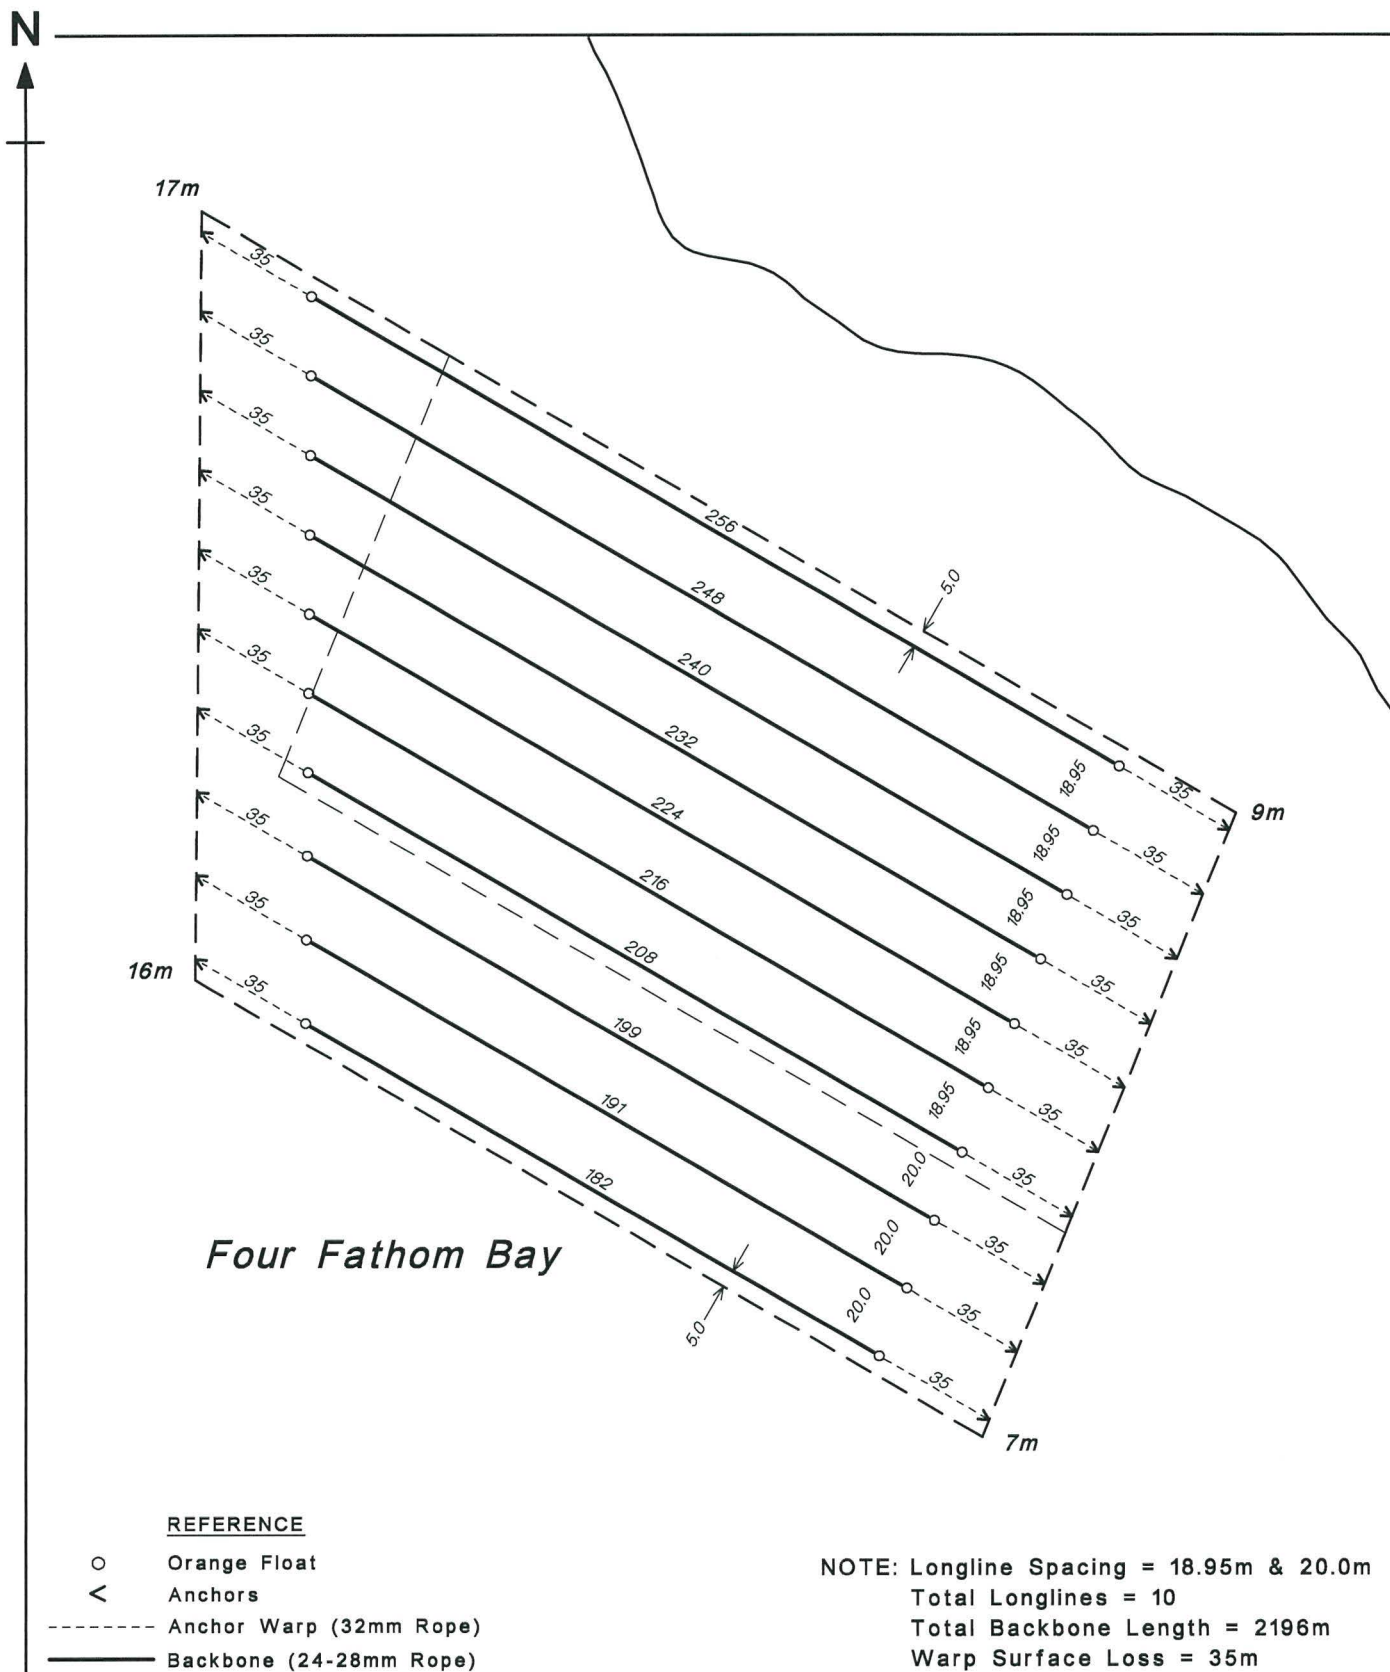 N
17m
35
256
5.0
35
248
35
240
35
232
35
224
35
216
35
208
35
199
35
191
35
182
18.95
35
9m
18.95
35
18.95
35
18.95
35
18.95
35
18.95
35
20.0
35
20.0
35
20.0
35
35
16m
7m
5.0
Four Fathom Bay
REFERENCE
Orange Float
Anchors
Anchor Warp (32mm Rope)
Backbone (24-28mm Rope)
NOTE: Longline Spacing = 18.95m & 20.0m
Total Longlines = 10
Total Backbone Length = 2196m
Warp Surface Loss = 35m